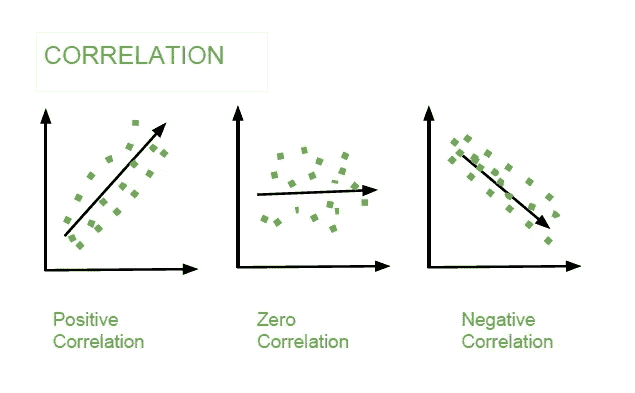 CORRELATION
Positive
Correlation
Zero
Correlation
Negative
Correlation